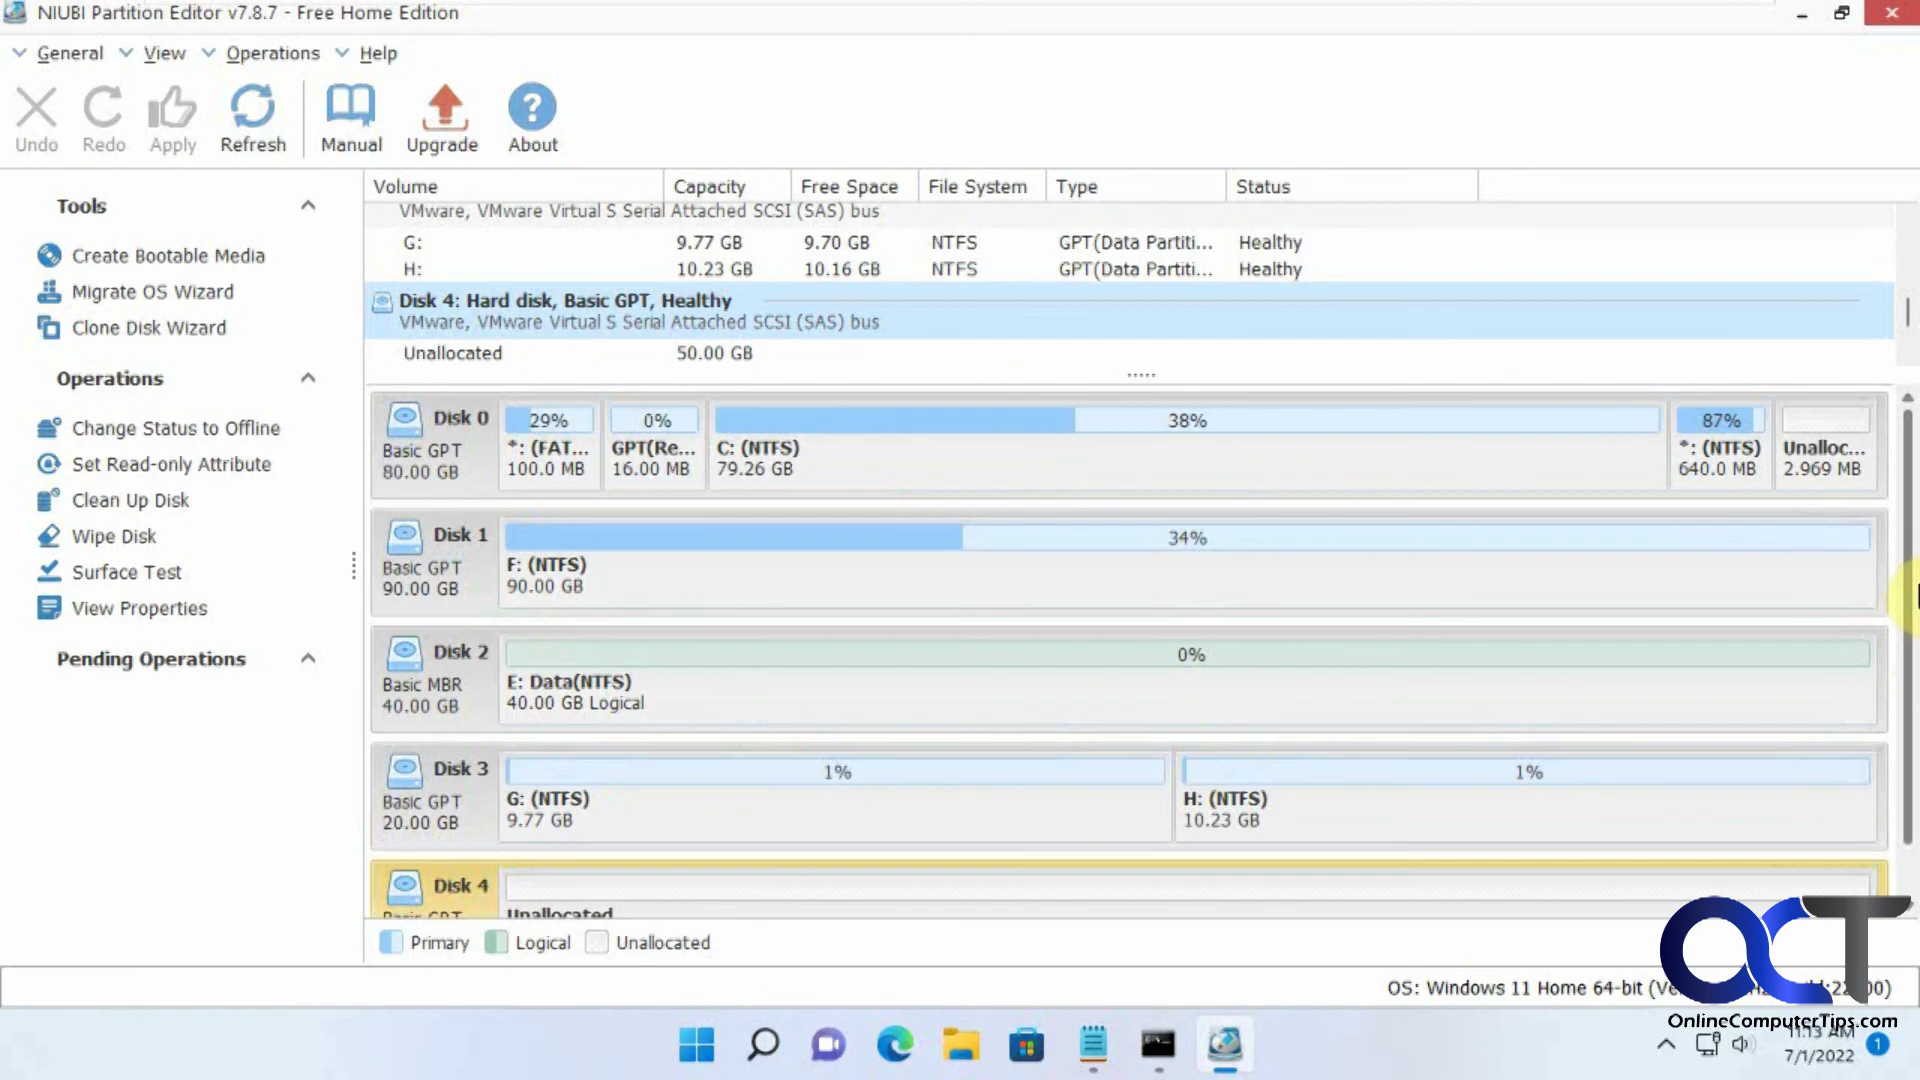 NIUBI Partition Editor v7.8.7 - Free Home Edition
General View Operations Help
Undo Redo Apply Refresh Manual Upgrade About
Tools
Create Bootable Media
Migrate OS Wizard
Clone Disk Wizard
Operations
Change Status to Offline
Set Read-only Attribute
Clean Up Disk
Wipe Disk
Surface Test
View Properties
Pending Operations
Volume Capacity Free Space File System Type Status
VMware, VMware Virtual S Serial Attached SCSI (SAS) bus
G: 9.77 GB 9.70 GB NTFS GPT(Data Partiti... Healthy
H: 10.23 GB 10.16 GB NTFS GPT(Data Partiti... Healthy
Disk 4: Hard disk, Basic GPT, Healthy
VMware, VMware Virtual S Serial Attached SCSI (SAS) bus
Unallocated 50.00 GB
Disk 0
Basic GPT
80.00 GB
29%
*: (FAT...
100.0 MB
0%
GPT(Re...
16.00 MB
38%
C: (NTFS)
79.26 GB
87%
*: (NTFS)
640.0 MB
Unalloc...
2.969 MB
Disk 1
Basic GPT
90.00 GB
34%
F: (NTFS)
90.00 GB
Disk 2
Basic MBR
40.00 GB
0%
E: Data(NTFS)
40.00 GB Logical
Disk 3
Basic GPT
20.00 GB
1%
G: (NTFS)
9.77 GB
1%
H: (NTFS)
10.23 GB
Disk 4
Basic GPT
Unallocated
Primary Logical Unallocated
OS: Windows 11 Home 64-bit
OCT
OnlineComputerTips.com
11:13 AM
7/1/2022
1